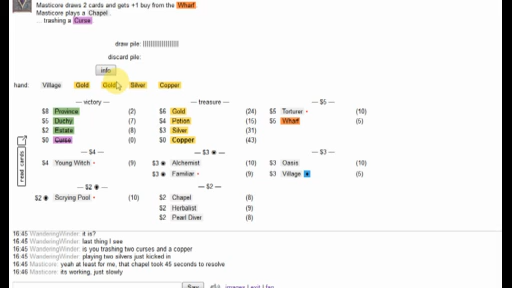 Masticore draws 2 cards and gets +1 buy from the Wharf.
Masticore plays a Chapel.
... trashing a Curse.
draw pile: ||||||||||||||||||
discard pile:
info
hand: Village Gold Gold Silver Copper
— victory — — treasure — — $5 —
$8 Province (2) $6 Gold (24) $5 Torturer (10)
$5 Duchy (7) $4 Potion (15) $5 Wharf (5)
$2 Estate (8) $3 Silver (31)
$0 Curse (0) $0 Copper (43)
— $4 — — $3 — — $3 —
$4 Young Witch (9) $3 Alchemist (10) $3 Oasis (10)
$3 Familiar (9) $3 Village (5)
— $2 — — $2 —
$2 Scrying Pool (10) $2 Chapel (8)
$2 Herbalist (9)
$2 Pearl Diver (8)
read cards
16:45 WanderingWinder: it is?
16:45 WanderingWinder: last thing I see
16:45 WanderingWinder: is you trashing two curses and a copper
16:45 WanderingWinder: playing two silvers just kicked in
16:45 Masticore: yeah at least for me, that chapel took 45 seconds to resolve
16:46 Masticore: its working, just slowly
Say images | exit | faq